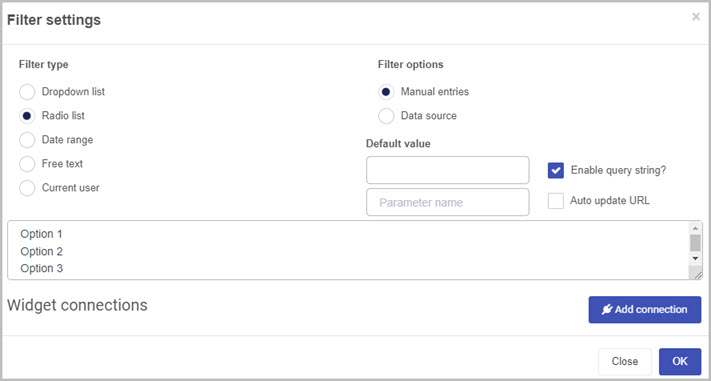 Filter settings
×
Filter type
Dropdown list
Radio list
Date range
Free text
Current user
Filter options
Manual entries
Data source
Default value
Enable query string?
Parameter name
Auto update URL
Option 1
Option 2
Option 3
Widget connections
Add connection
Close
OK